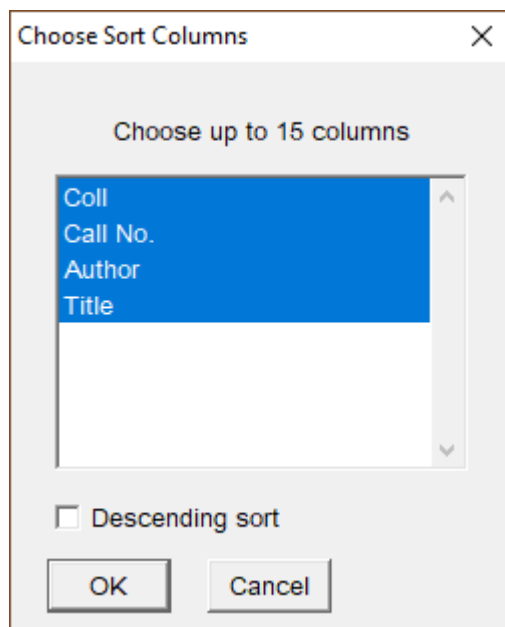 Choose Sort Columns
Choose up to 15 columns
Coll
Call No.
Author
Title
Descending sort
OK
Cancel